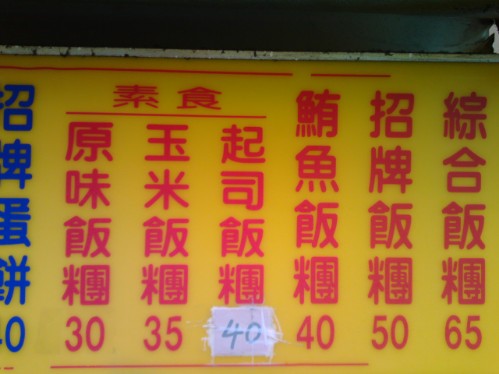 素食
招牌蛋餅
原味飯糰 30
玉米飯糰 35
起司飯糰 40
鮪魚飯糰 40
招牌飯糰 50
綜合飯糰 65